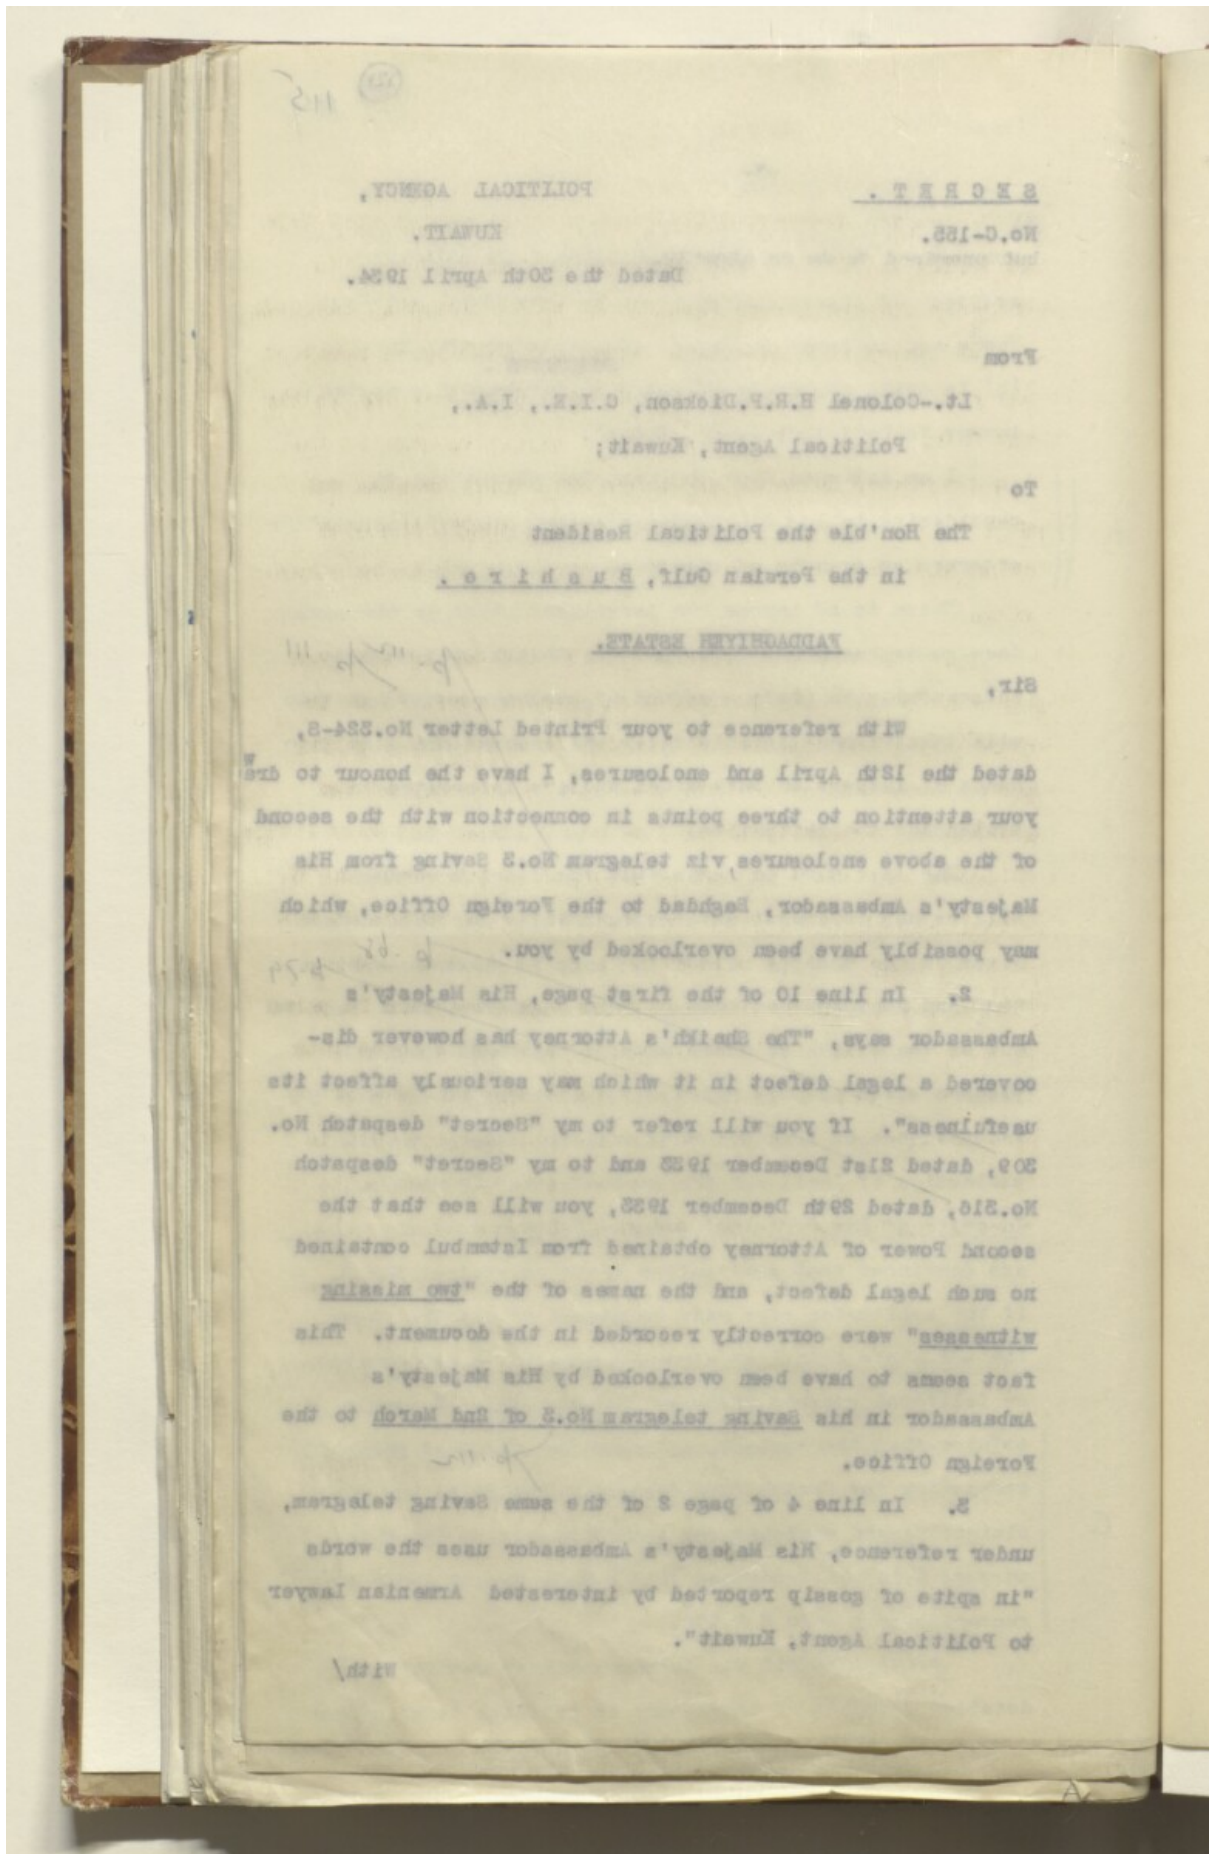 115
SECRET.
POLITICAL AGENCY,
No.C-155.
KUWAIT.
Dated the 30th April 1934.
From
Lt.-Colonel H.R.P.Dickson, C.I.E., I.A.,
Political Agent, Kuwait;
To
The Hon'ble the Political Resident
in the Persian Gulf, Bushire.
FADDAGHIYEH ESTATE.
Sir,
With reference to your Printed Letter No.324-S,
dated the 12th April and enclosures, I have the honour to draw
your attention to three points in connection with the second
of the above enclosures, viz telegram No.3 Saving from His
Majesty's Ambassador, Baghdad to the Foreign Office, which
may possibly have been overlooked by you.
2. In line 10 of the first page, His Majesty's
Ambassador says, "The Shaikh's Attorney has however dis-
covered a legal defect in it which may seriously affect its
usefulness". If you will refer to my "Secret" despatch No.
309, dated 21st December 1933 and to my "Secret" despatch
No.316, dated 29th December 1933, you will see that the
second Power of Attorney obtained from Istambul contained
no such legal defect, and the names of the "two missing
witnesses" were correctly recorded in the document. This
fact seems to have been overlooked by His Majesty's
Ambassador in his Saving telegram No.3 of 2nd March to the
Foreign Office.
3. In line 4 of page 2 of the same Saving telegram,
under reference, His Majesty's Ambassador uses the words
"in spite of gossip reported by interested Armenian lawyer
to Political Agent, Kuwait".
With/